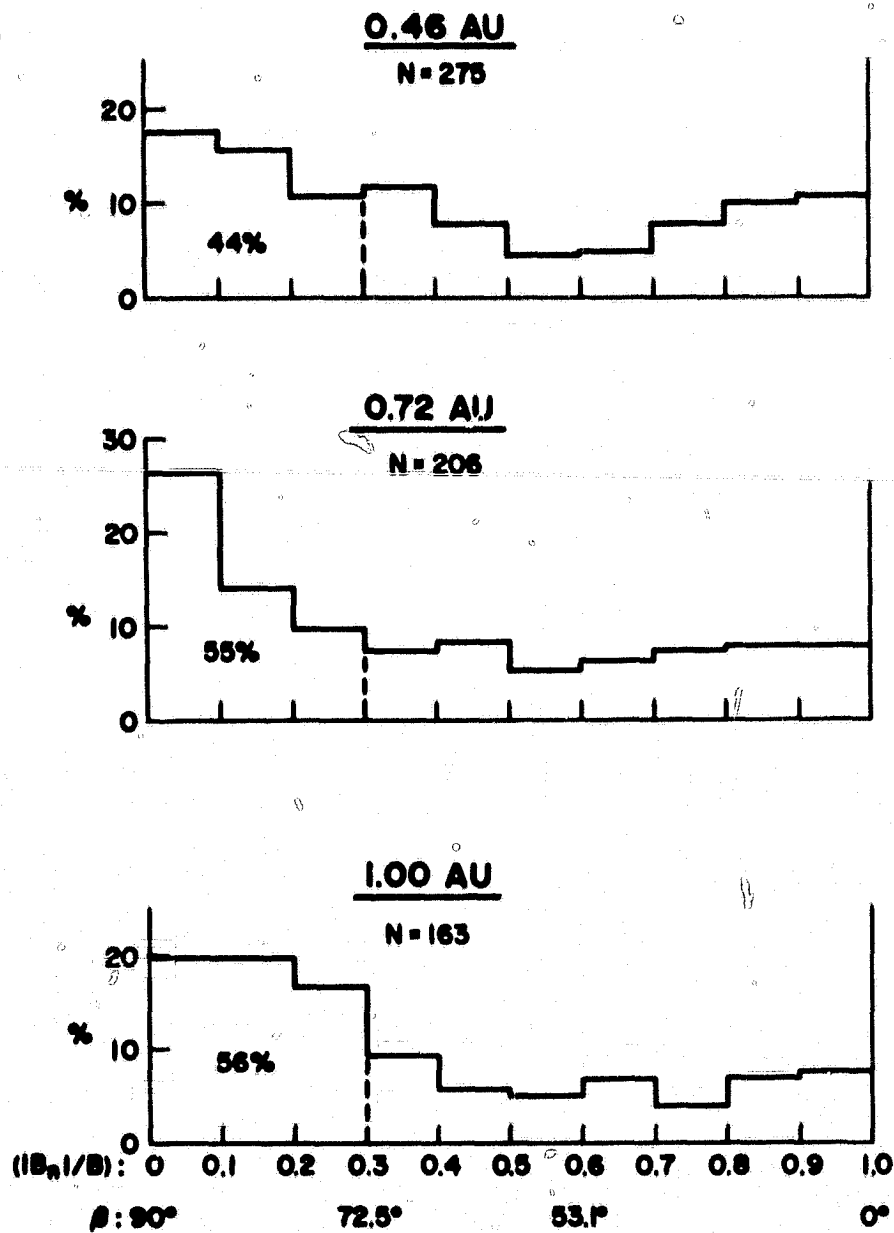 0.46 AU
N = 275
20
% 10
44%
0
0.72 AU
N = 206
30
20
% 10
55%
0
1.00 AU
N = 163
20
% 10
56%
0
(|Bₙ|/B): 0 0.1 0.2 0.3 0.4 0.5 0.6 0.7 0.8 0.9 1.0
β: 90° 72.5° 53.1° 0°